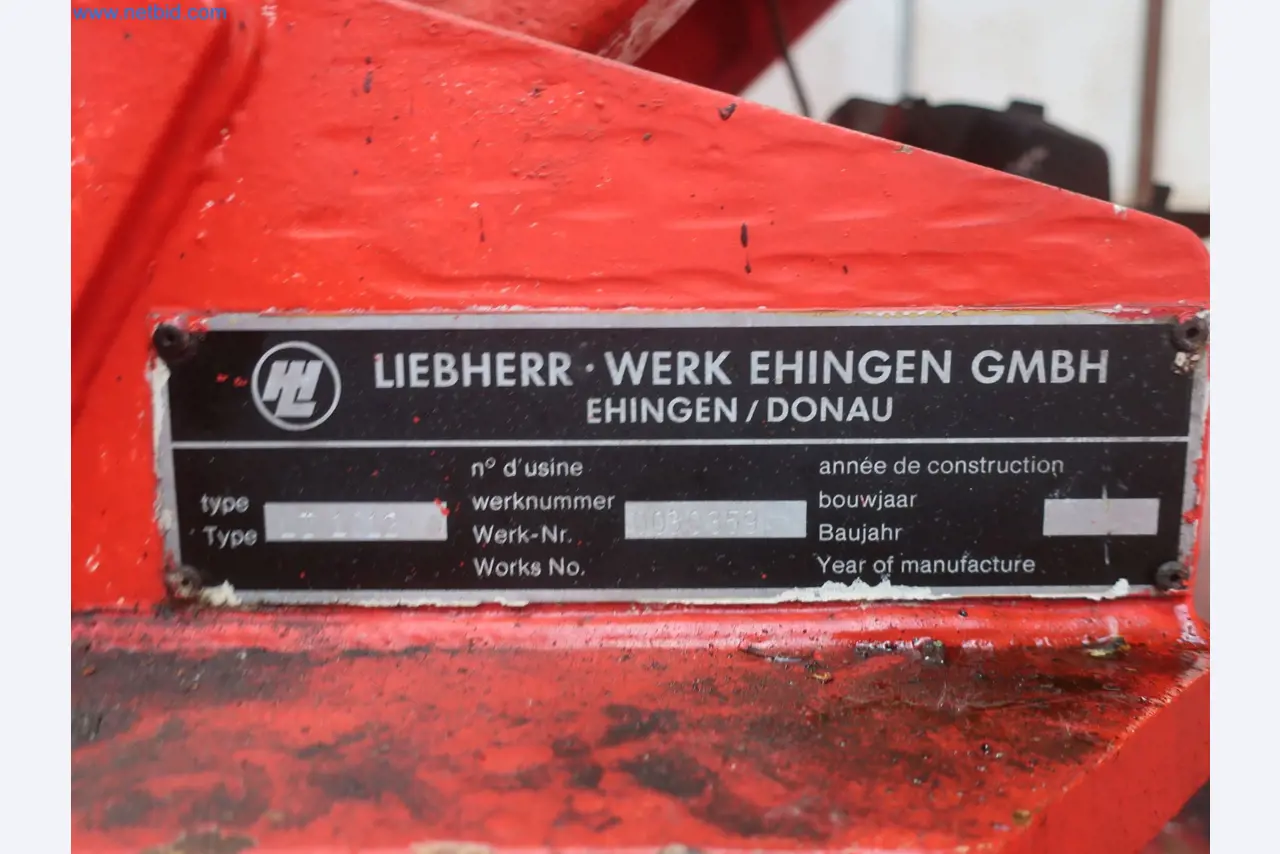 www.netbid.com
LIEBHERR · WERK EHINGEN GMBH
EHINGEN / DONAU
type
Type
n° d'usine
werknummer
Werk-Nr.
Works No.
année de construction
bouwjaar
Baujahr
Year of manufacture